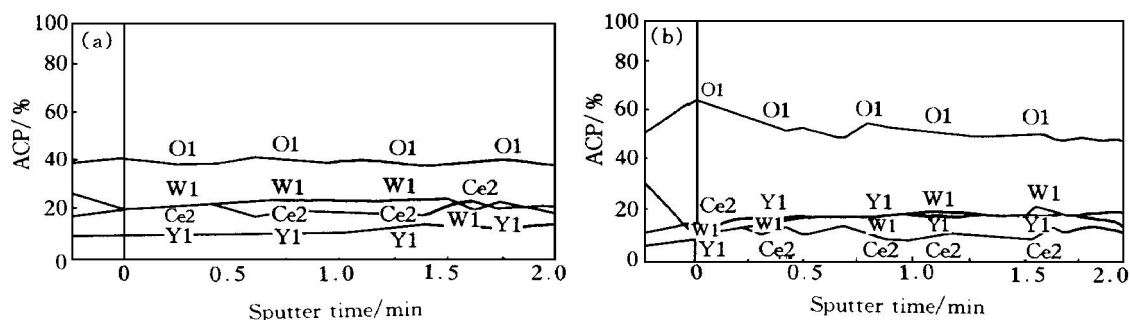 (a)
100
80
60
40
20
0
ACP/%
O1 O1 O1 O1
W1 W1 W1 Ce2
Ce2 Ce2 Ce2 W1 Y1
Y1 Y1 Y1
0 0.5 1.0 1.5 2.0
Sputter time/min
(b)
100
80
60
40
20
0
ACP/%
O1 O1 O1 O1 O1
Ce2 Y1 Y1 W1 W1
W1 W1 W1 Y1 Y1
Y1 Ce2 Ce2 Ce2 Ce2
0 0.5 1.0 1.5 2.0
Sputter time/min